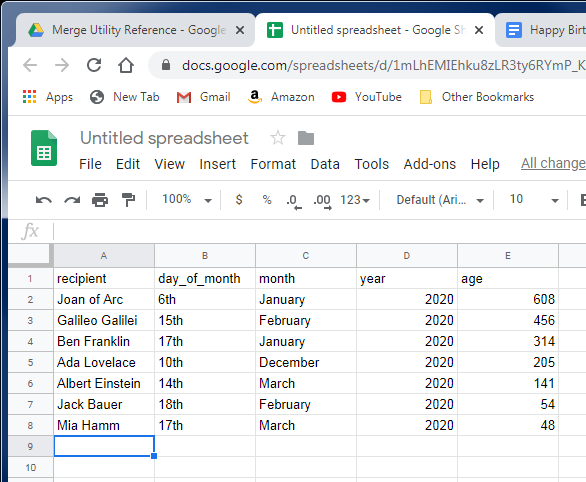 Merge Utility Reference - Google
Untitled spreadsheet - Google Sh
Happy Birt
docs.google.com/spreadsheets/d/1mLhEMIEhku8zLR3ty6RYmP_K
Apps New Tab Gmail Amazon YouTube Other Bookmarks
Untitled spreadsheet
File Edit View Insert Format Data Tools Add-ons Help All change
100% $ % .0 .00 123 Default (Ari... 10 B
fx
A B C D E
1 recipient day_of_month month year age
2 Joan of Arc 6th January 2020 608
3 Galileo Galilei 15th February 2020 456
4 Ben Franklin 17th January 2020 314
5 Ada Lovelace 10th December 2020 205
6 Albert Einstein 14th March 2020 141
7 Jack Bauer 18th February 2020 54
8 Mia Hamm 17th March 2020 48
9
10